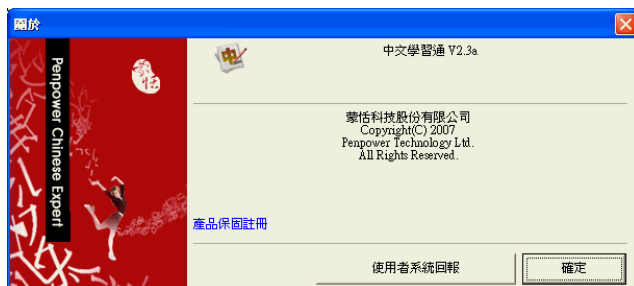 關於
Penpower Chinese Expert
蒙恬
中文學習通 V2.3a
蒙恬科技股份有限公司
Copyright(C) 2007
Penpower Technology Ltd.
All Rights Reserved.
產品保固註冊
使用者系統回報
確定